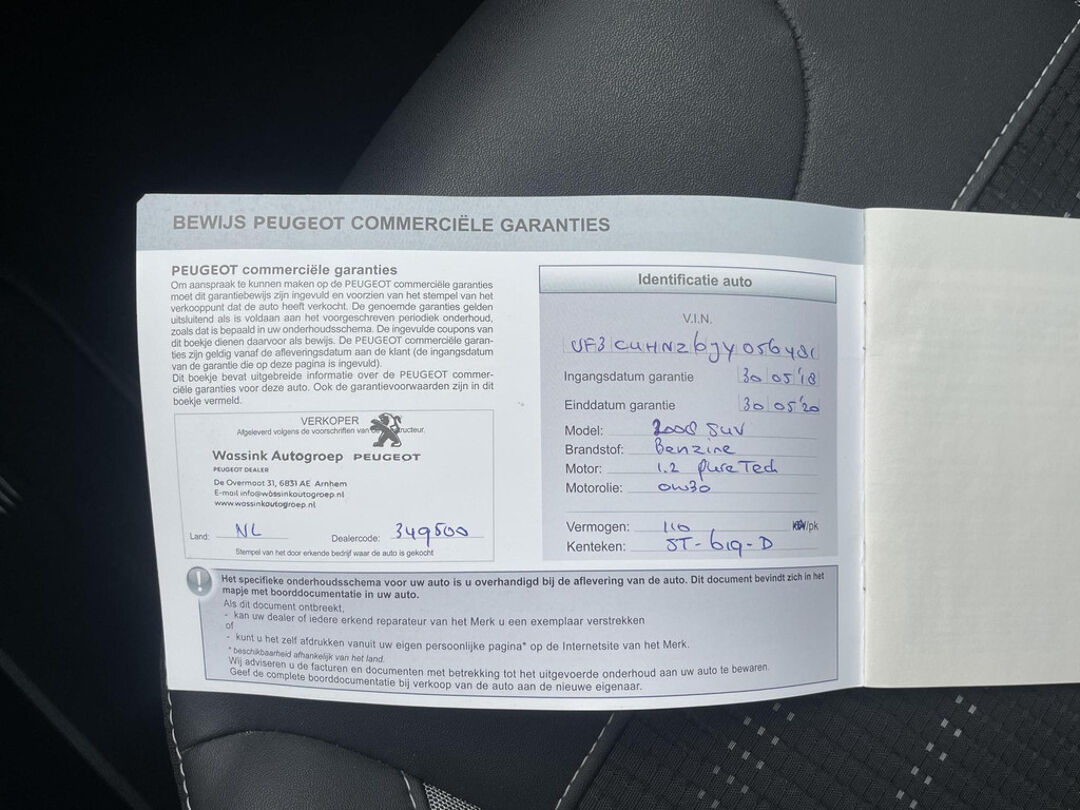 BEWIJS PEUGEOT COMMERCIËLE GARANTIES
PEUGEOT commerciële garanties
Om aanspraak te kunnen maken op de PEUGEOT commerciële garanties
moet dit garantiebewijs zijn ingevuld en voorzien van het stempel van het
verkooppunt dat de auto heeft verkocht. De genoemde garanties gelden
uitsluitend als is voldaan aan het voorgeschreven periodiek onderhoud,
zoals dat is bepaald in uw onderhoudsschema. De ingevulde coupons van
dit boekje dienen daarvoor als bewijs. De PEUGEOT commerciële garan-
ties zijn geldig vanaf de afleveringsdatum aan de klant (de ingangsdatum
van de garantie die op deze pagina is ingevuld).
Dit boekje bevat uitgebreide informatie over de PEUGEOT commer-
ciële garanties voor deze auto. Ook de garantievoorwaarden zijn in dit
boekje vermeld.
VERKOPER
Afgeleverd volgens de voorschriften van
Wassink Autogroep PEUGEOT
PEUGEOT DEALER
De Overmaat 31, 6831 AE Arnhem
E-mail info@wassinkautogroep.nl
www.wassinkautogroep.nl
Land: NL Dealercode: 349500
Stempel van het door erkende bedrijf waar de auto is gekocht
Identificatie auto
V.I.N.
VF3CUHNZ6JY056481
Ingangsdatum garantie 30 05 '18
Einddatum garantie 30 05 '20
Model: 2008 SUV
Brandstof: Benzine
Motor: 1.2 PureTech
Motorolie: 0W30
Vermogen: 110 kW/pk
Kenteken: ST-619-D
Het specifieke onderhoudsschema voor uw auto is u overhandigd bij de aflevering van de auto. Dit document bevindt zich in het
mapje met boorddocumentatie in uw auto.
Als dit document ontbreekt,
- kan uw dealer of iedere erkend reparateur van het Merk u een exemplaar verstrekken
of
- kunt u het zelf afdrukken vanuit uw eigen persoonlijke pagina* op de Internetsite van het Merk.
* beschikbaarheid afhankelijk van het land.
Wij adviseren u de facturen en documenten met betrekking tot het uitgevoerde onderhoud aan uw auto te bewaren.
Geef de complete boorddocumentatie bij verkoop van de auto aan de nieuwe eigenaar.